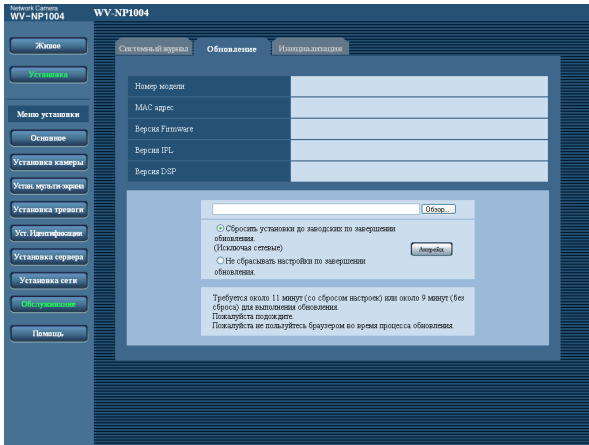 Network Camera
WV-NP1004
WV-NP1004
Живое
Установка
Меню установки
Основное
Установка камеры
Устан. мульти-экрана
Установка тревоги
Уст. Идентификации
Установка сервера
Установка сети
Обслуживание
Помощь
Системный журнал
Обновление
Инициализация
Номер модели
MAC адрес
Версия Firmware
Версия IPL
Версия DSP
Обзор...
Сбросить установки до заводских по завершении
обновления.
(Исключая сетевые)
Не сбрасывать настройки по завершении
обновления.
Апгрейд
Требуется около 11 минут (со сбросом настроек) или около 9 минут (без
сброса) для выполнения обновления.
Пожалуйста подождите.
Пожалуйста не пользуйтесь браузером во время процесса обновления.